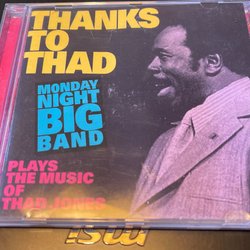 THANKS
TO
THAD
MONDAY
NIGHT
BIG
BAND
PLAYS
THE MUSIC
OF
THAD JONES